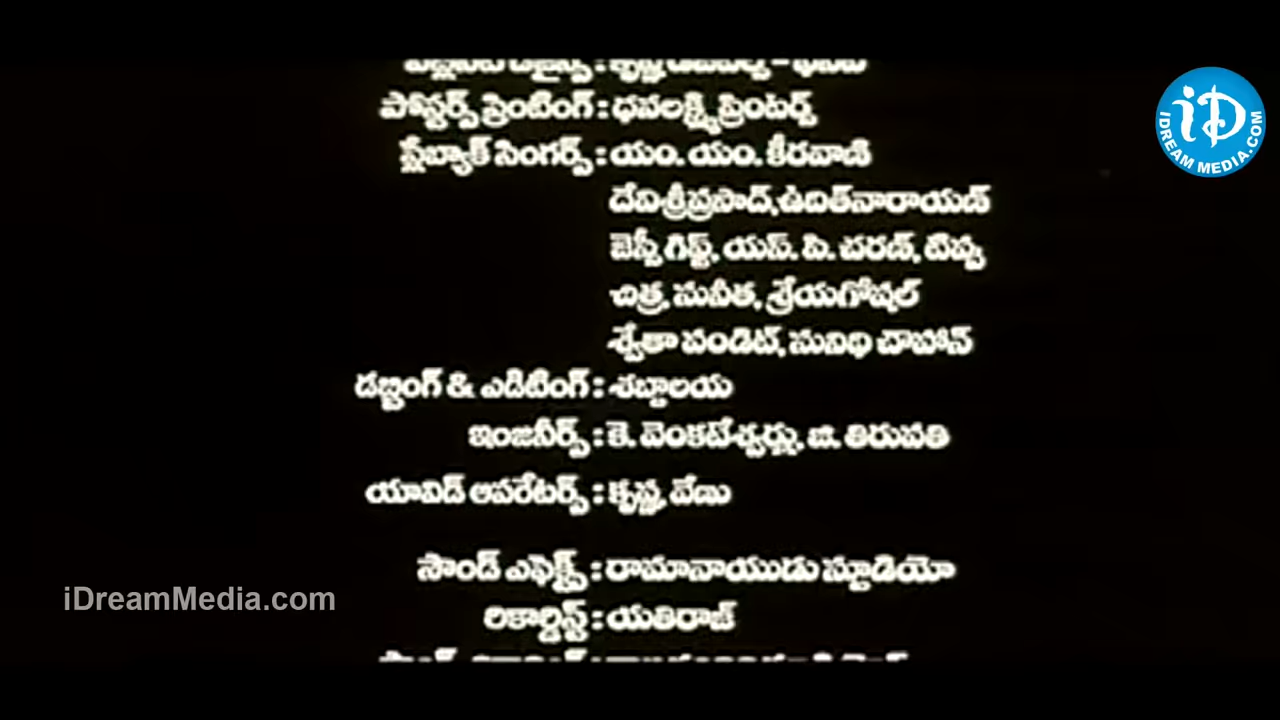 పోస్టర్స్ ప్రింటింగ్ : ధనలక్ష్మి ప్రింటర్స్
ప్లేబ్యాక్ సింగర్స్ : యం. యం. కీరవాణి
దేవిశ్రీప్రసాద్, ఉదిత్‌నారాయణ్
జెస్సీ గిఫ్ట్, యస్. పి. చరణ్, టిప్పు
చిత్ర, సునీత, శ్రేయగోషల్
శ్వేతా పండిట్, సునిధి చౌహాన్
డబ్బింగ్ & ఎడిటింగ్ : శబ్దాలయ
ఇంజనీర్స్ : కె. వెంకటేశ్వర్లు, జి. తిరుపతి
యావిడ్ ఆపరేటర్స్ : కృష్ణ, వేణు
సౌండ్ ఎఫెక్ట్స్ : రామానాయుడు స్టూడియో
రికార్డిస్ట్ : యతిరాజ్
iDreamMedia.com
iD
IDREAM MEDIA.COM